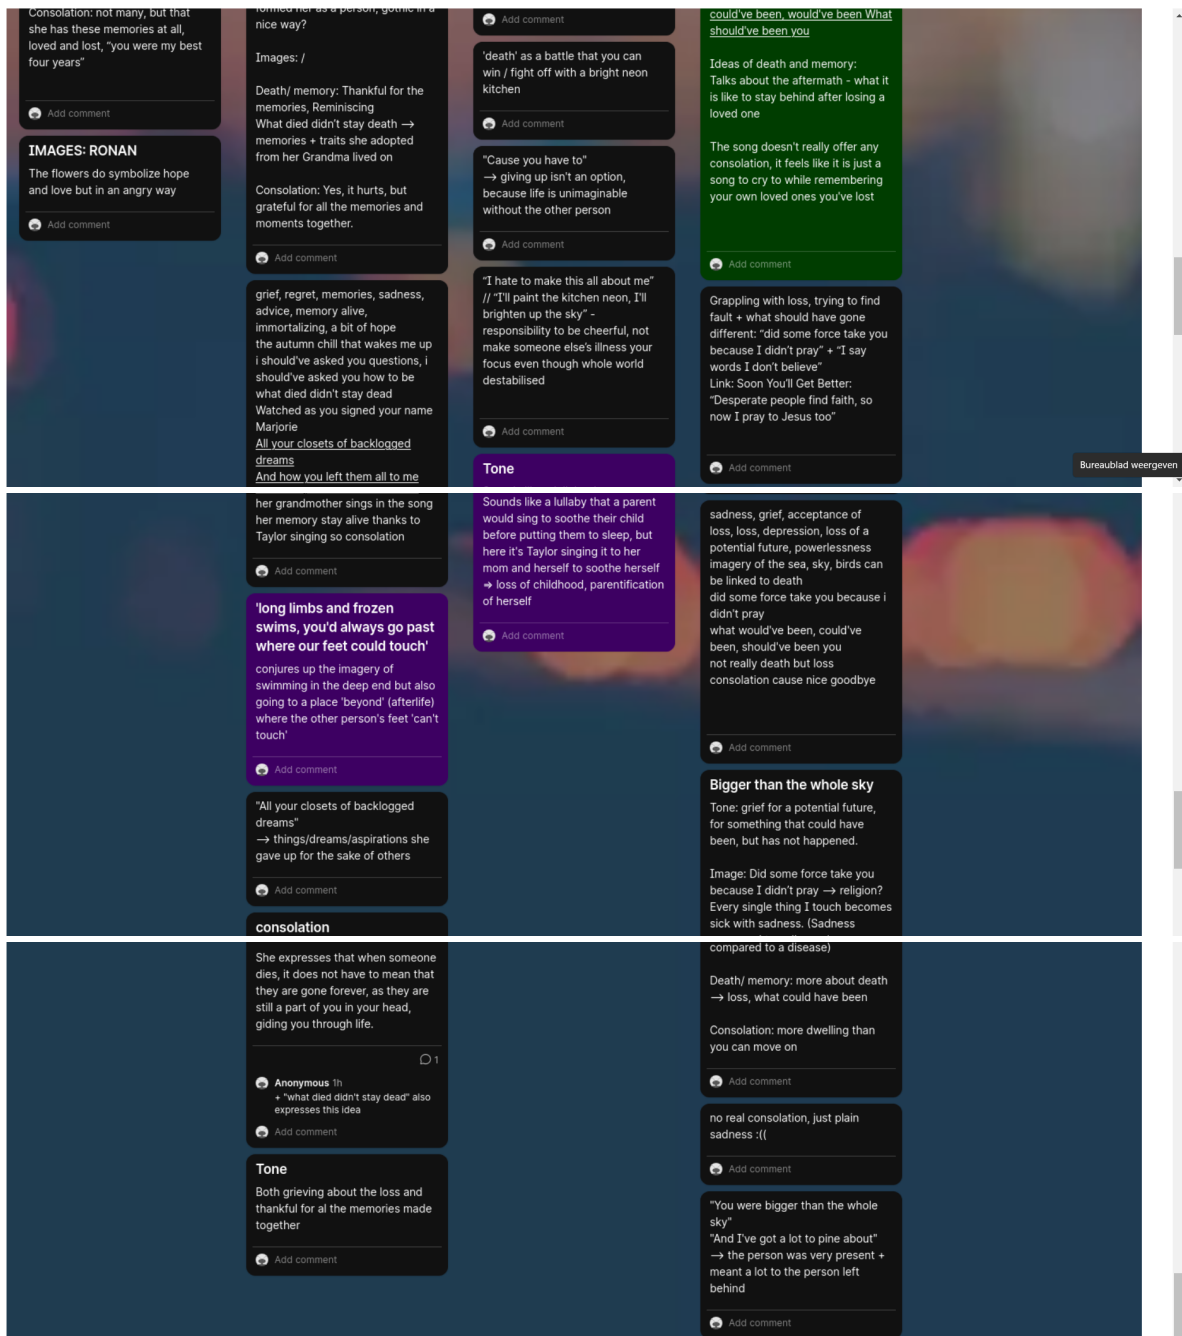 Consolation: not many, but that
she has these memories at all,
loved and lost, “you were my best
four years”
Add comment
IMAGES: RONAN
The flowers do symbolize hope
and love but in an angry way
Add comment
formed her as a person, gothic in a
nice way?
Images: /
Death/ memory: Thankful for the
memories, Reminiscing
What died didn’t stay death —>
memories + traits she adopted
from her Grandma lived on
Consolation: Yes, it hurts, but
grateful for all the memories and
moments together.
Add comment
grief, regret, memories, sadness,
advice, memory alive,
immortalizing, a bit of hope
the autumn chill that wakes me up
i should've asked you questions, i
should've asked you how to be
what died didn't stay dead
Watched as you signed your name
Marjorie
All your closets of backlogged
dreams
And how you left them all to me
Add comment
'death' as a battle that you can
win / fight off with a bright neon
kitchen
Add comment
"Cause you have to"
—> giving up isn't an option,
because life is unimaginable
without the other person
Add comment
“I hate to make this all about me”
// “I'll paint the kitchen neon, I'll
brighten up the sky” -
responsibility to be cheerful, not
make someone else’s illness your
focus even though whole world
destabilised
Add comment
Tone
could've been, would've been What
should've been you
Ideas of death and memory:
Talks about the aftermath - what it
is like to stay behind after losing a
loved one
The song doesn't really offer any
consolation, it feels like it is just a
song to cry to while remembering
your own loved ones you've lost
Add comment
Grappling with loss, trying to find
fault + what should have gone
different: “did some force take you
because I didn’t pray” + “I say
words I don’t believe”
Link: Soon You’ll Get Better:
“Desperate people find faith, so
now I pray to Jesus too”
Add comment
Bureaublad weergeven
her grandmother sings in the song
her memory stay alive thanks to
Taylor singing so consolation
Add comment
'long limbs and frozen
swims, you'd always go past
where our feet could touch'
conjures up the imagery of
swimming in the deep end but also
going to a place 'beyond' (afterlife)
where the other person's feet 'can't
touch'
Add comment
"All your closets of backlogged
dreams"
—> things/dreams/aspirations she
gave up for the sake of others
Add comment
consolation
Sounds like a lullaby that a parent
would sing to soothe their child
before putting them to sleep, but
here it's Taylor singing it to her
mom and herself to soothe herself
=> loss of childhood, parentification
of herself
Add comment
sadness, grief, acceptance of
loss, loss, depression, loss of a
potential future, powerlessness
imagery of the sea, sky, birds can
be linked to death
did some force take you because i
didn't pray
what would've been, could've
been, should've been you
not really death but loss
consolation cause nice goodbye
Add comment
Bigger than the whole sky
Tone: grief for a potential future,
for something that could have
been, but has not happened.
Image: Did some force take you
because I didn’t pray —> religion?
Every single thing I touch becomes
sick with sadness. (Sadness
She expresses that when someone
dies, it does not have to mean that
they are gone forever, as they are
still a part of you in your head,
giding you through life.
1
Anonymous 1h
+ "what died didn't stay dead" also
expresses this idea
Add comment
Tone
Both grieving about the loss and
thankful for al the memories made
together
Add comment
compared to a disease)
Death/ memory: more about death
—> loss, what could have been
Consolation: more dwelling than
you can move on
Add comment
no real consolation, just plain
sadness :((
Add comment
"You were bigger than the whole
sky"
"And I've got a lot to pine about"
—> the person was very present +
meant a lot to the person left
behind
Add comment